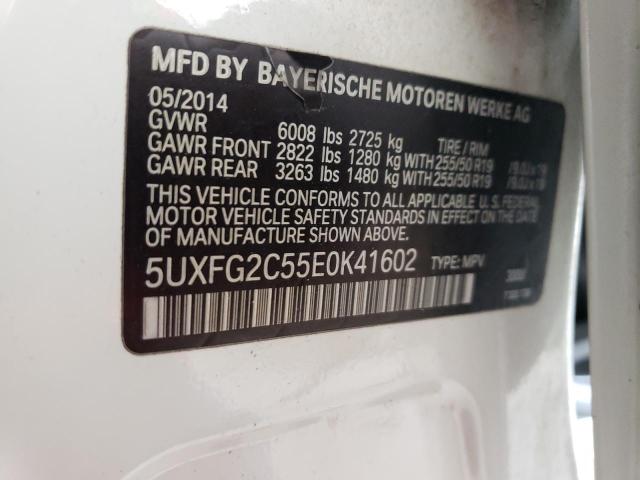 MFD BY BAYERISCHE MOTOREN WERKE AG
05/2014
GVWR 6008 lbs 2725 kg TIRE / RIM
GAWR FRONT 2822 lbs 1280 kg WITH 255/50 R19
GAWR REAR 3263 lbs 1480 kg WITH 255/50 R19
THIS VEHICLE CONFORMS TO ALL APPLICABLE U. S. FEDERAL
MOTOR VEHICLE SAFETY STANDARDS IN EFFECT ON THE DATE
OF MANUFACTURE SHOWN ABOVE.
5UXFG2C55E0K41602 TYPE: MPV